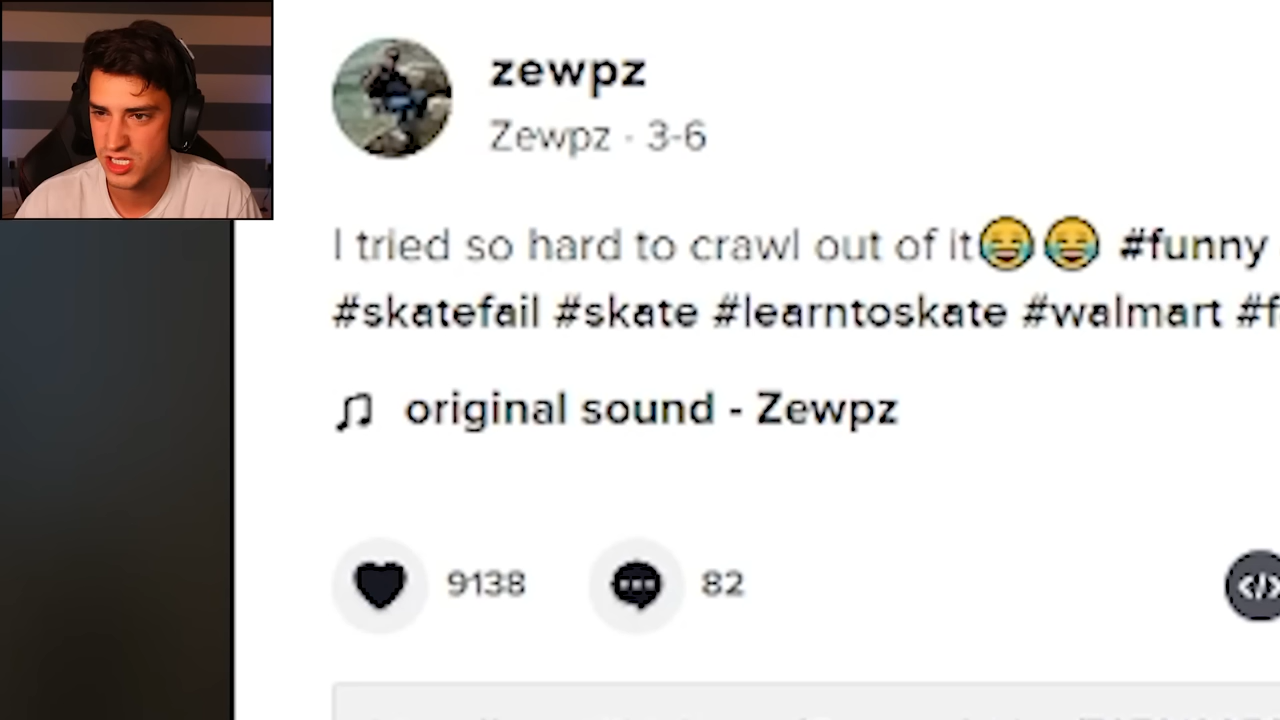 zewpz
Zewpz · 3-6
I tried so hard to crawl out of it😂😂 #funny
#skatefail #skate #learntoskate #walmart
original sound - Zewpz
9138
82